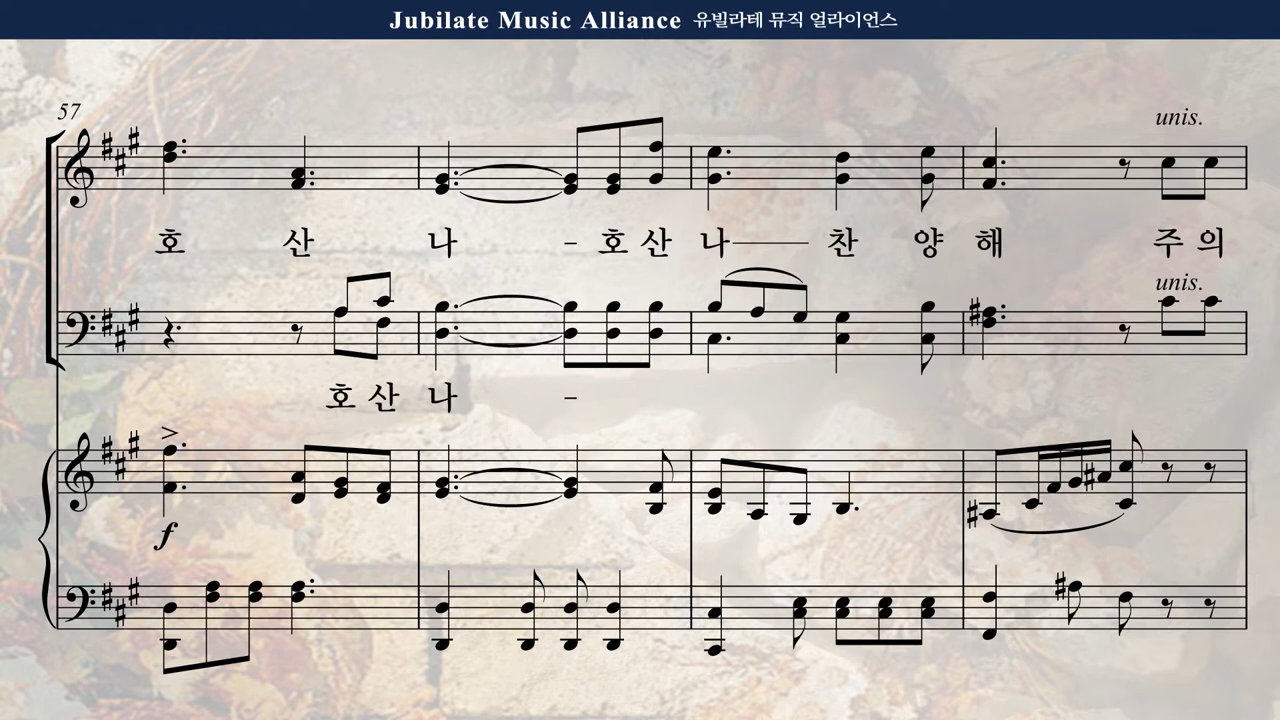 Jubilate Music Alliance 유빌라테 뮤직 얼라이언스
57
unis.
호 산 나 - 호 산 나 찬 양 해 주 의
unis.
호 산 나 -
f